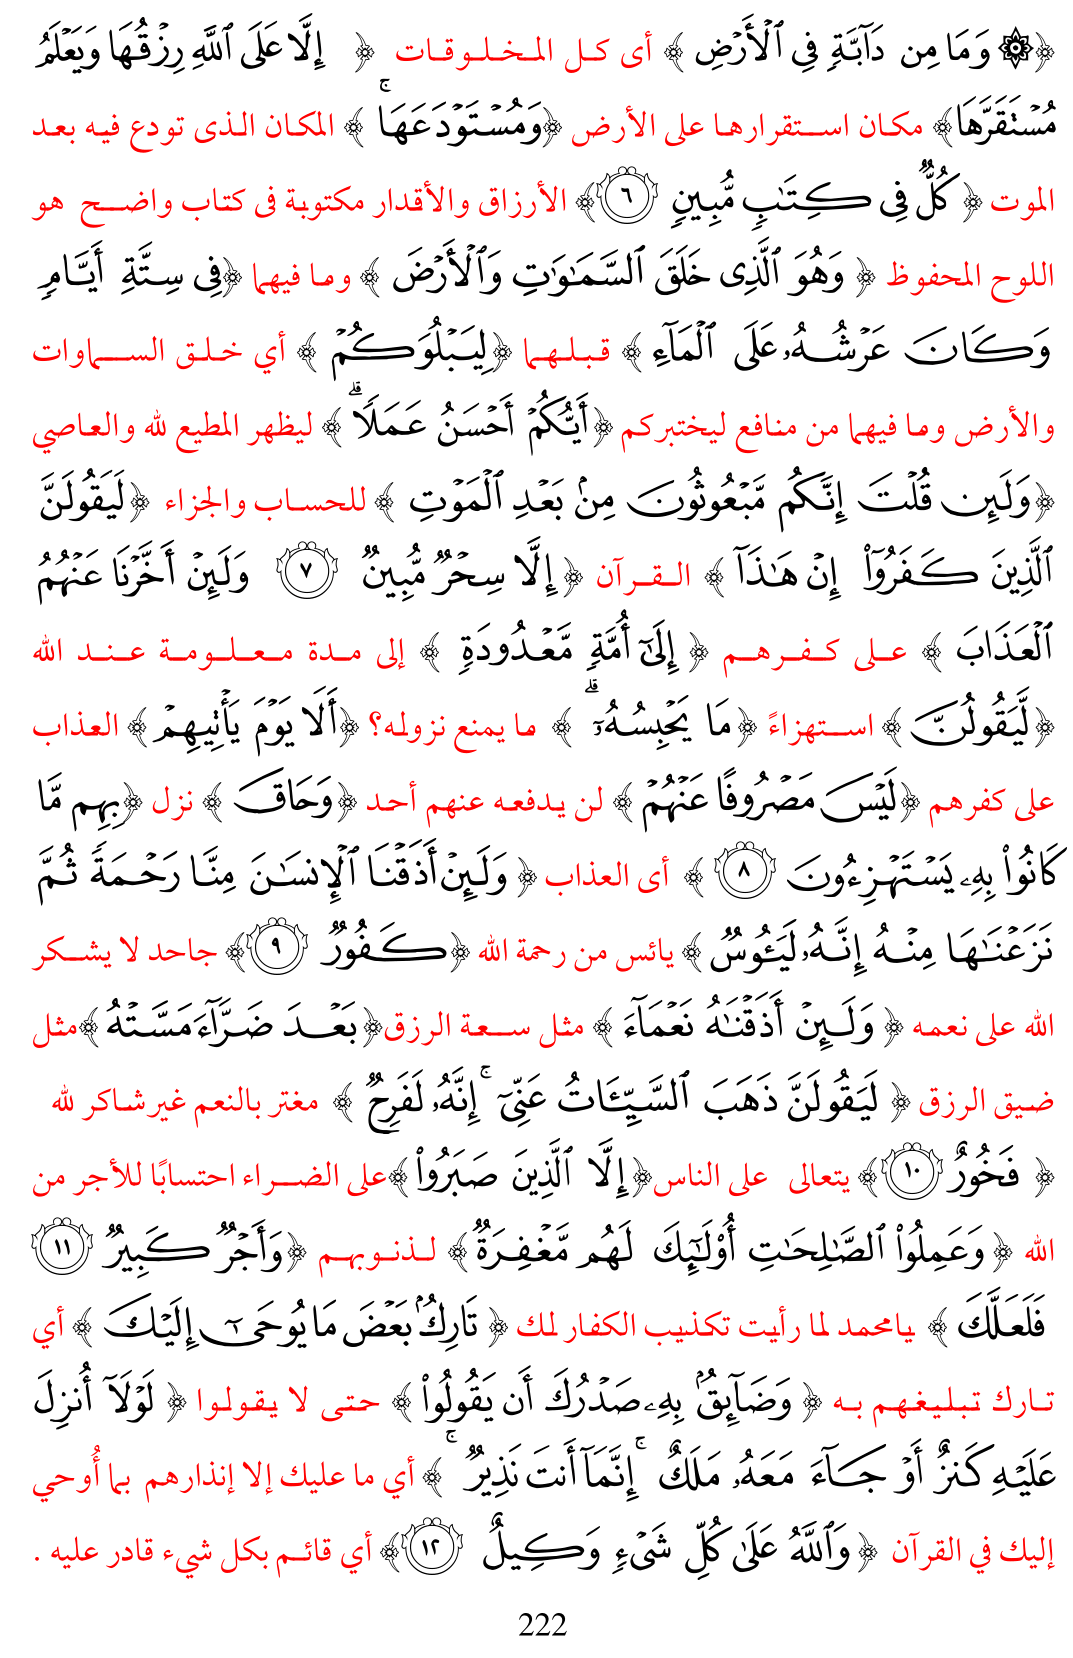 ﴿۞ وَمَا مِن دَآبَّةٖ فِي ٱلۡأَرۡضِ ﴾ أى كل المخلوقات ﴿ إِلَّا عَلَى ٱللَّهِ رِزۡقُهَا وَيَعۡلَمُ
مُسۡتَقَرَّهَا﴾ مكان استقرارها على الأرض ﴿وَمُسۡتَوۡدَعَهَاۚ ﴾ المكان الذى تودع فيه بعد
الموت ﴿ كُلّٞ فِي كِتَٰبٖ مُّبِينٖ ٦﴾ الأرزاق والأقدار مكتوبة فى كتاب واضح هو
اللوح المحفوظ ﴿ وَهُوَ ٱلَّذِي خَلَقَ ٱلسَّمَٰوَٰتِ وَٱلۡأَرۡضَ ﴾ وما فيهما ﴿فِي سِتَّةِ أَيَّامٖ
وَكَانَ عَرۡشُهُۥ عَلَى ٱلۡمَآءِ ﴾ قبلهما ﴿لِيَبۡلُوَكُمۡ ﴾ أي خلق السماوات
والأرض وما فيهما من منافع ليختبركم ﴿أَيُّكُمۡ أَحۡسَنُ عَمَلٗاۗ ﴾ ليظهر المطيع لله والعاصي
﴿وَلَئِن قُلۡتَ إِنَّكُم مَّبۡعُوثُونَ مِنۢ بَعۡدِ ٱلۡمَوۡتِ ﴾ للحساب والجزاء ﴿لَيَقُولَنَّ
ٱلَّذِينَ كَفَرُوٓاْ إِنۡ هَٰذَآ ﴾ القرآن ﴿ إِلَّا سِحۡرٞ مُّبِينٞ ٧ وَلَئِنۡ أَخَّرۡنَا عَنۡهُمُ
ٱلۡعَذَابَ ﴾ على كفرهم ﴿ إِلَىٰٓ أُمَّةٖ مَّعۡدُودَةٖ ﴾ إلى مدة معلومة عند الله
﴿لَّيَقُولُنَّ ﴾ استهزاءً ﴿مَا يَحۡبِسُهُۥٓۗ ﴾ ما يمنع نزوله؟ ﴿أَلَا يَوۡمَ يَأۡتِيهِمۡ ﴾ العذاب
على كفرهم ﴿لَيۡسَ مَصۡرُوفًا عَنۡهُمۡ ﴾ لن يدفعه عنهم أحد ﴿وَحَاقَ ﴾ نزل ﴿بِهِم مَّا
كَانُواْ بِهِۦ يَسۡتَهۡزِءُونَ ٨ ﴾ أى العذاب ﴿ وَلَئِنۡ أَذَقۡنَا ٱلۡإِنسَٰنَ مِنَّا رَحۡمَةٗ ثُمَّ
نَزَعۡنَٰهَا مِنۡهُ إِنَّهُۥ لَيَـُٔوسٞ ﴾ يائس من رحمة الله ﴿كَفُورٞ ٩﴾ جاحد لا يشكر
الله على نعمه ﴿ وَلَئِنۡ أَذَقۡنَٰهُ نَعۡمَآءَ ﴾ مثل سعة الرزق﴿بَعۡدَ ضَرَّآءَ مَسَّتۡهُ ﴾مثل
ضيق الرزق ﴿ لَيَقُولَنَّ ذَهَبَ ٱلسَّيِّـَٔاتُ عَنِّيٓۚ إِنَّهُۥ لَفَرِحٞ ﴾ مغتر بالنعم غيرشاكر لله
﴿ فَخُورٌ ١٠﴾ يتعالى على الناس﴿إِلَّا ٱلَّذِينَ صَبَرُواْ ﴾على الضراء احتسابًا للأجر من
الله ﴿ وَعَمِلُواْ ٱلصَّٰلِحَٰتِ أُوْلَٰٓئِكَ لَهُم مَّغۡفِرَةٞ ﴾ لذنوبهم ﴿وَأَجۡرٞ كَبِيرٞ ١١
فَلَعَلَّكَ ﴾ يامحمد لما رأيت تكذيب الكفار لمك ﴿ تَارِكُۢ بَعۡضَ مَا يُوحَىٰٓ إِلَيۡكَ ﴾ أي
تارك تبليغهم به ﴿ وَضَآئِقُۢ بِهِۦ صَدۡرُكَ أَن يَقُولُواْ ﴾ حتى لا يقولوا ﴿ لَوۡلَآ أُنزِلَ
عَلَيۡهِ كَنزٌ أَوۡ جَآءَ مَعَهُۥ مَلَكٌۚ إِنَّمَآ أَنتَ نَذِيرٞۚ ﴾ أي ما عليك إلا إنذارهم بما أُوحي
إليك في القرآن ﴿ وَٱللَّهُ عَلَىٰ كُلِّ شَيۡءٖ وَكِيلٌ ١٢﴾ أي قائم بكل شيء قادر عليه .
222